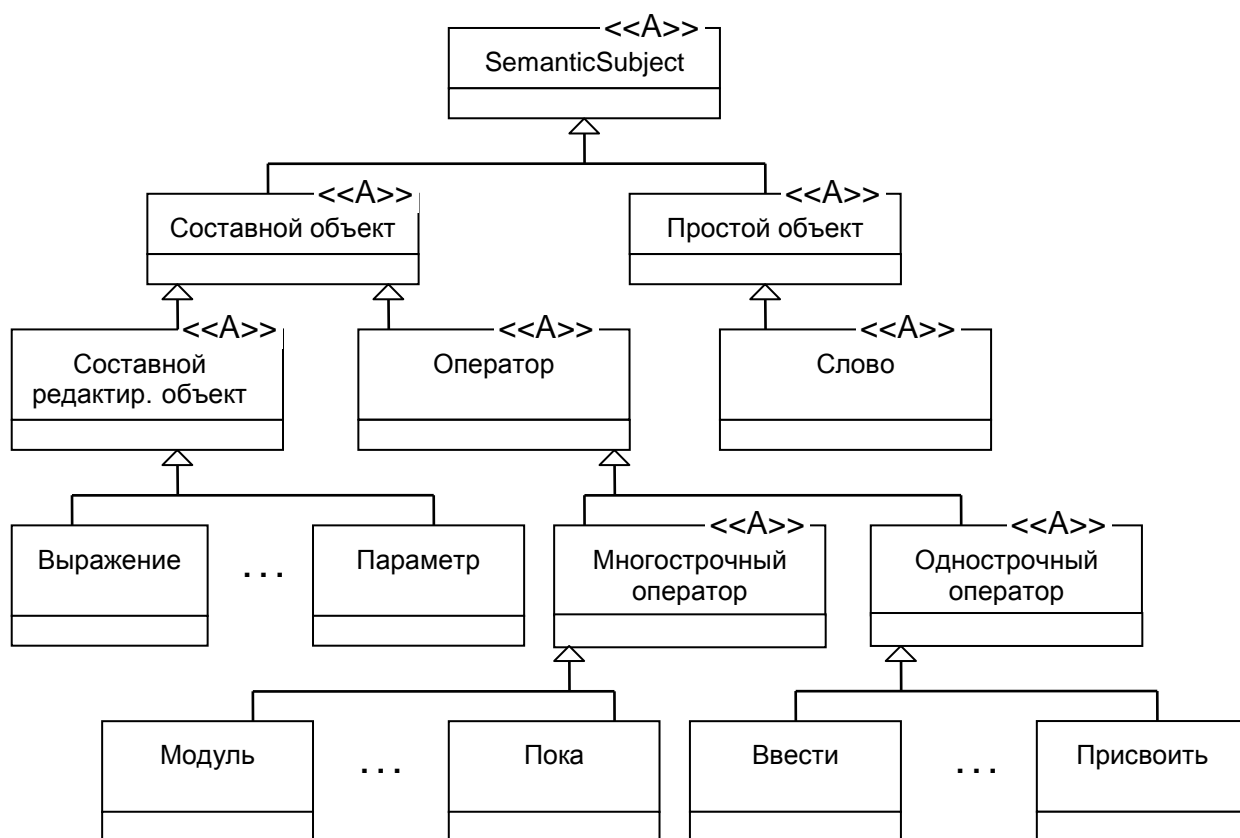 <<A>>
SemanticSubject
<<A>>
Составной объект
<<A>>
Простой объект
<<A>>
Составной
редактир. объект
<<A>>
Оператор
<<A>>
Слово
Выражение
. . .
Параметр
<<A>>
Многострочный
оператор
<<A>>
Однострочный
оператор
Модуль
. . .
Пока
Ввести
. . .
Присвоить